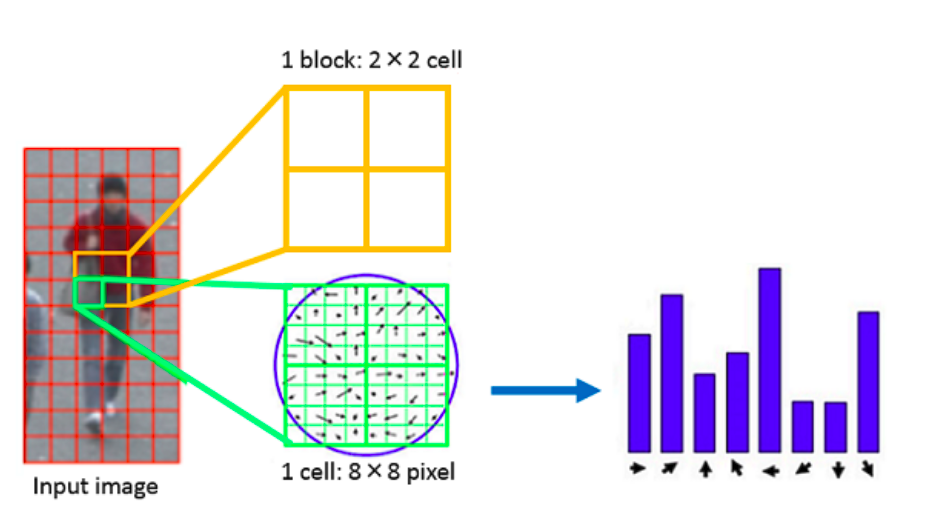 1 block: 2 × 2 cell
1 cell: 8 × 8 pixel
Input image